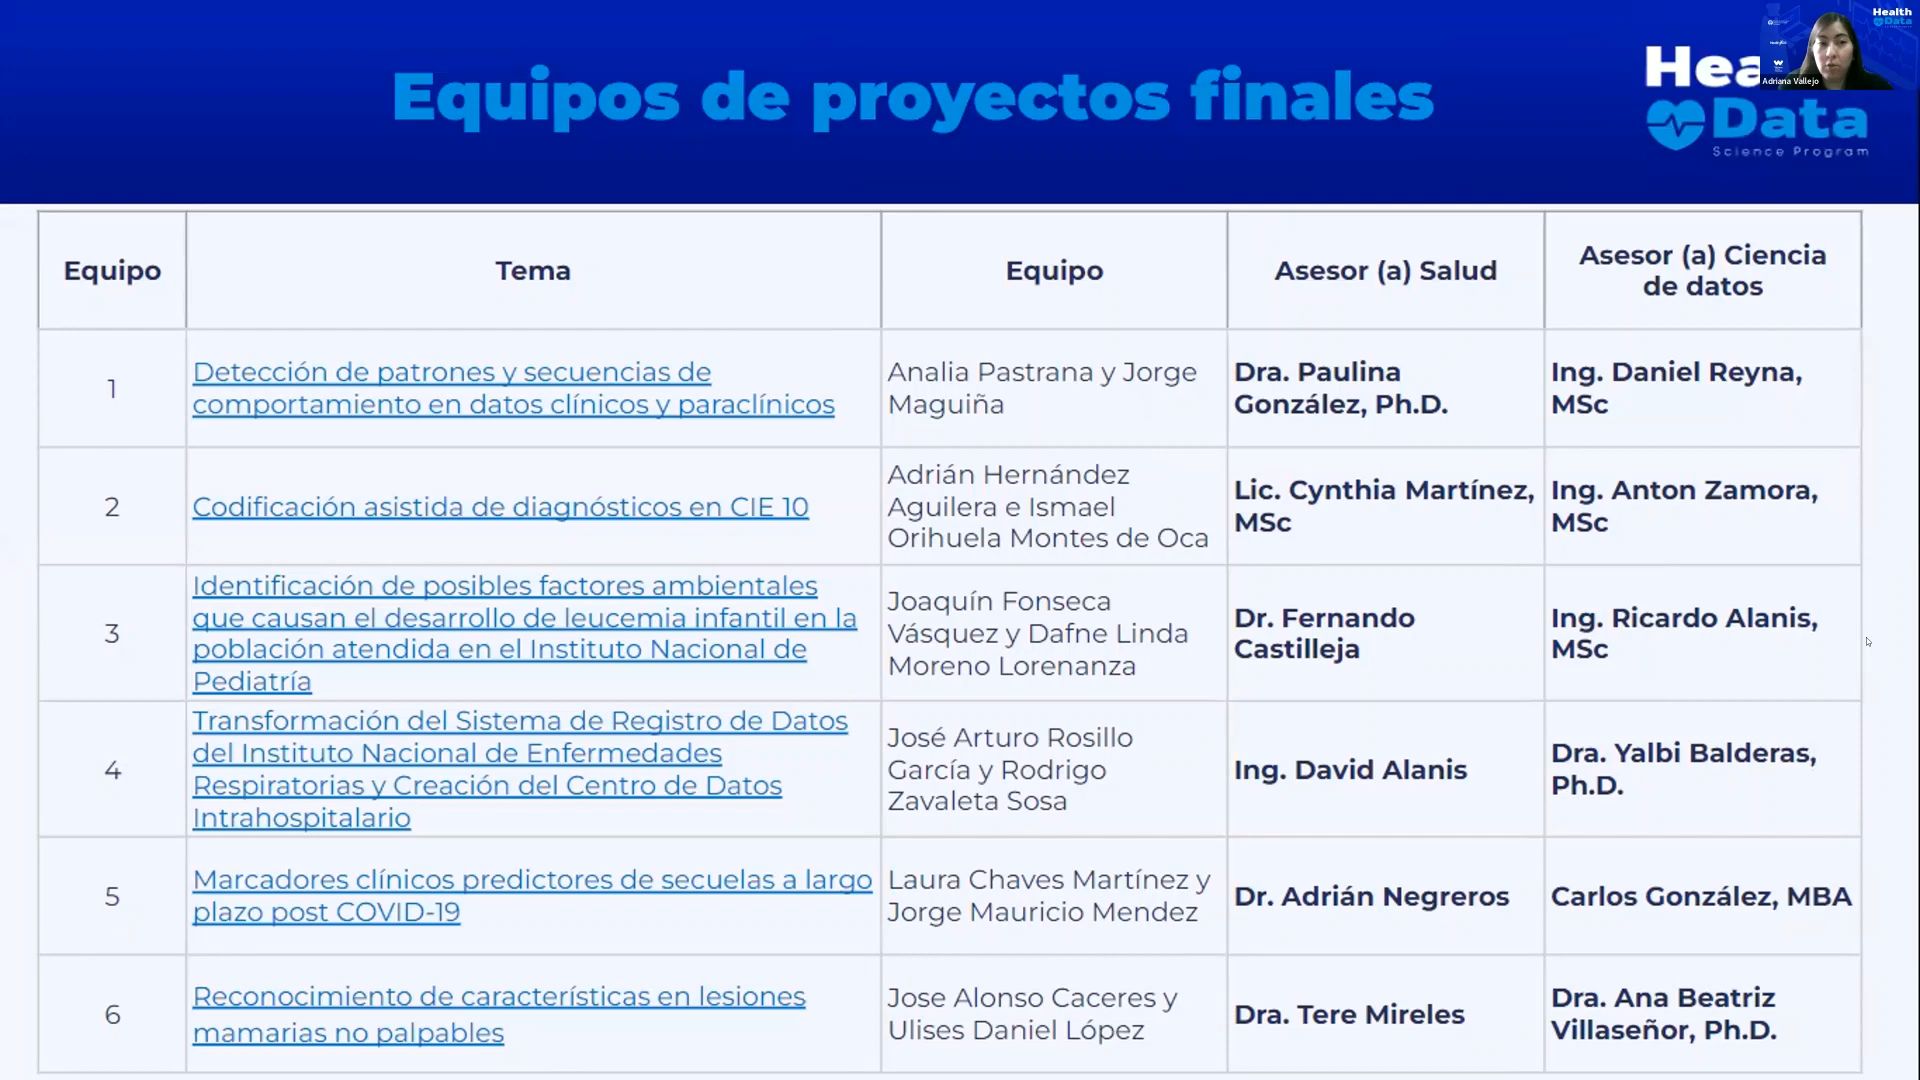 Equipos de proyectos finales
Hea
Data
Science Program
Health
Data
Adriana Vallejo
Equipo
Tema
Equipo
Asesor (a) Salud
Asesor (a) Ciencia
de datos
1
Detección de patrones y secuencias de
comportamiento en datos clínicos y paraclínicos
Analia Pastrana y Jorge
Maguiña
Dra. Paulina
González, Ph.D.
Ing. Daniel Reyna,
MSc
2
Codificación asistida de diagnósticos en CIE 10
Adrián Hernández
Aguilera e Ismael
Orihuela Montes de Oca
Lic. Cynthia Martínez,
MSc
Ing. Anton Zamora,
MSc
3
Identificación de posibles factores ambientales
que causan el desarrollo de leucemia infantil en la
población atendida en el Instituto Nacional de
Pediatría
Joaquín Fonseca
Vásquez y Dafne Linda
Moreno Lorenanza
Dr. Fernando
Castilleja
Ing. Ricardo Alanis,
MSc
4
Transformación del Sistema de Registro de Datos
del Instituto Nacional de Enfermedades
Respiratorias y Creación del Centro de Datos
Intrahospitalario
José Arturo Rosillo
García y Rodrigo
Zavaleta Sosa
Ing. David Alanis
Dra. Yalbi Balderas,
Ph.D.
5
Marcadores clínicos predictores de secuelas a largo
plazo post COVID-19
Laura Chaves Martínez y
Jorge Mauricio Mendez
Dr. Adrián Negreros
Carlos González, MBA
6
Reconocimiento de características en lesiones
mamarias no palpables
Jose Alonso Caceres y
Ulises Daniel López
Dra. Tere Mireles
Dra. Ana Beatriz
Villaseñor, Ph.D.